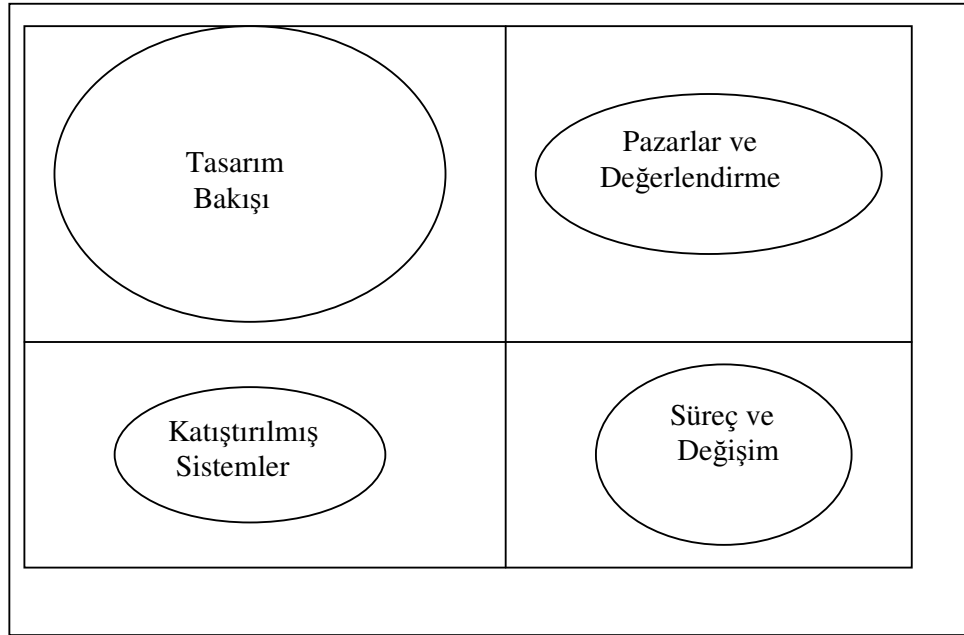 Tasarım
Bakışı
Pazarlar ve
Değerlendirme
Katıştırılmış
Sistemler
Süreç ve
Değişim